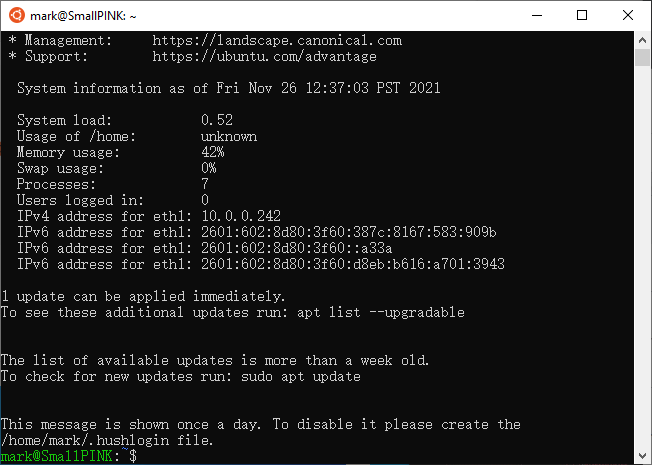 mark@SmallPINK: ~
* Management: https://landscape.canonical.com
* Support: https://ubuntu.com/advantage
System information as of Fri Nov 26 12:37:03 PST 2021
System load: 0.52
Usage of /home: unknown
Memory usage: 42%
Swap usage: 0%
Processes: 7
Users logged in: 0
IPv4 address for eth1: 10.0.0.242
IPv6 address for eth1: 2601:602:8d80:3f60:387c:8167:583:909b
IPv6 address for eth1: 2601:602:8d80:3f60::a33a
IPv6 address for eth1: 2601:602:8d80:3f60:d8eb:b616:a701:3943
1 update can be applied immediately.
To see these additional updates run: apt list --upgradable
The list of available updates is more than a week old.
To check for new updates run: sudo apt update
This message is shown once a day. To disable it please create the
/home/mark/.hushlogin file.
mark@SmallPINK:~$